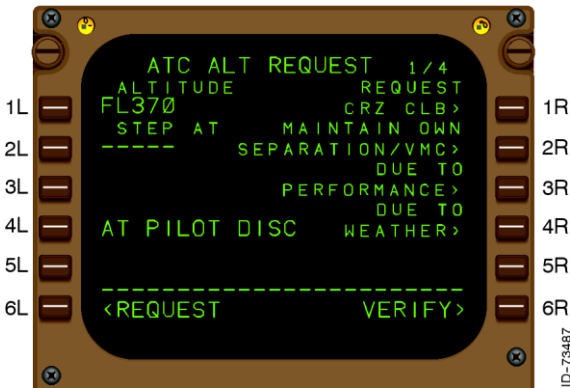 ATC ALT REQUEST 1/4
ALTITUDE REQUEST
1L FL370 CRZ CLB> 1R
STEP AT MAINTAIN OWN
2L ----- SEPARATION/VMC> 2R
DUE TO
3L PERFORMANCE> 3R
DUE TO
4L AT PILOT DISC WEATHER> 4R
5L 5R
------------------------
6L <REQUEST VERIFY> 6R
ID-73487